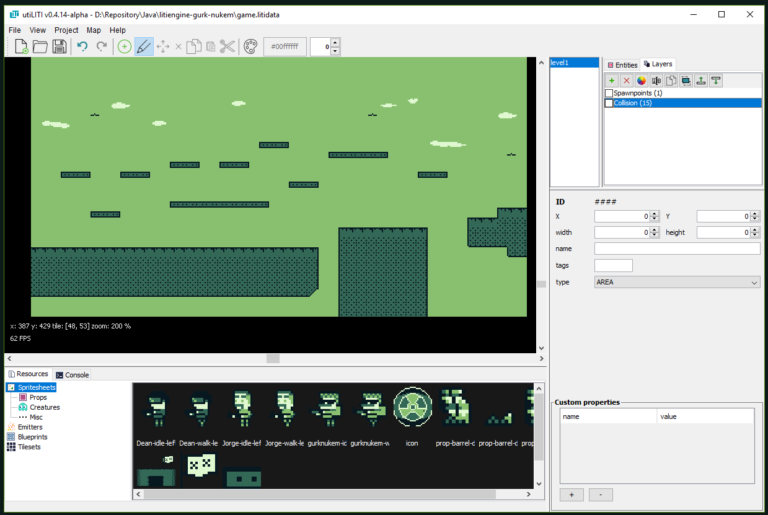 utiLITI v0.4.14-alpha - D:\Repository\Java\litiengine-gurk-nukem\game.litidata
File View Project Map Help
#00ffffff 0
level1
Entities Layers
Spawnpoints (1)
Collision (15)
ID ####
X 0 Y 0
width 0 height 0
name
tags
type AREA
x: 387 y: 429 tile: [48, 53] zoom: 200 %
62 FPS
Resources Console
Spritesheets
Props
Creatures
Misc
Emitters
Blueprints
Tilesets
Dean-idle-lef Dean-walk-le Jorge-idle-lef Jorge-walk-le gurknukem-ic gurknukem-w icon prop-barrel-c prop-barrel-c prop
Custom properties
name value
+ -